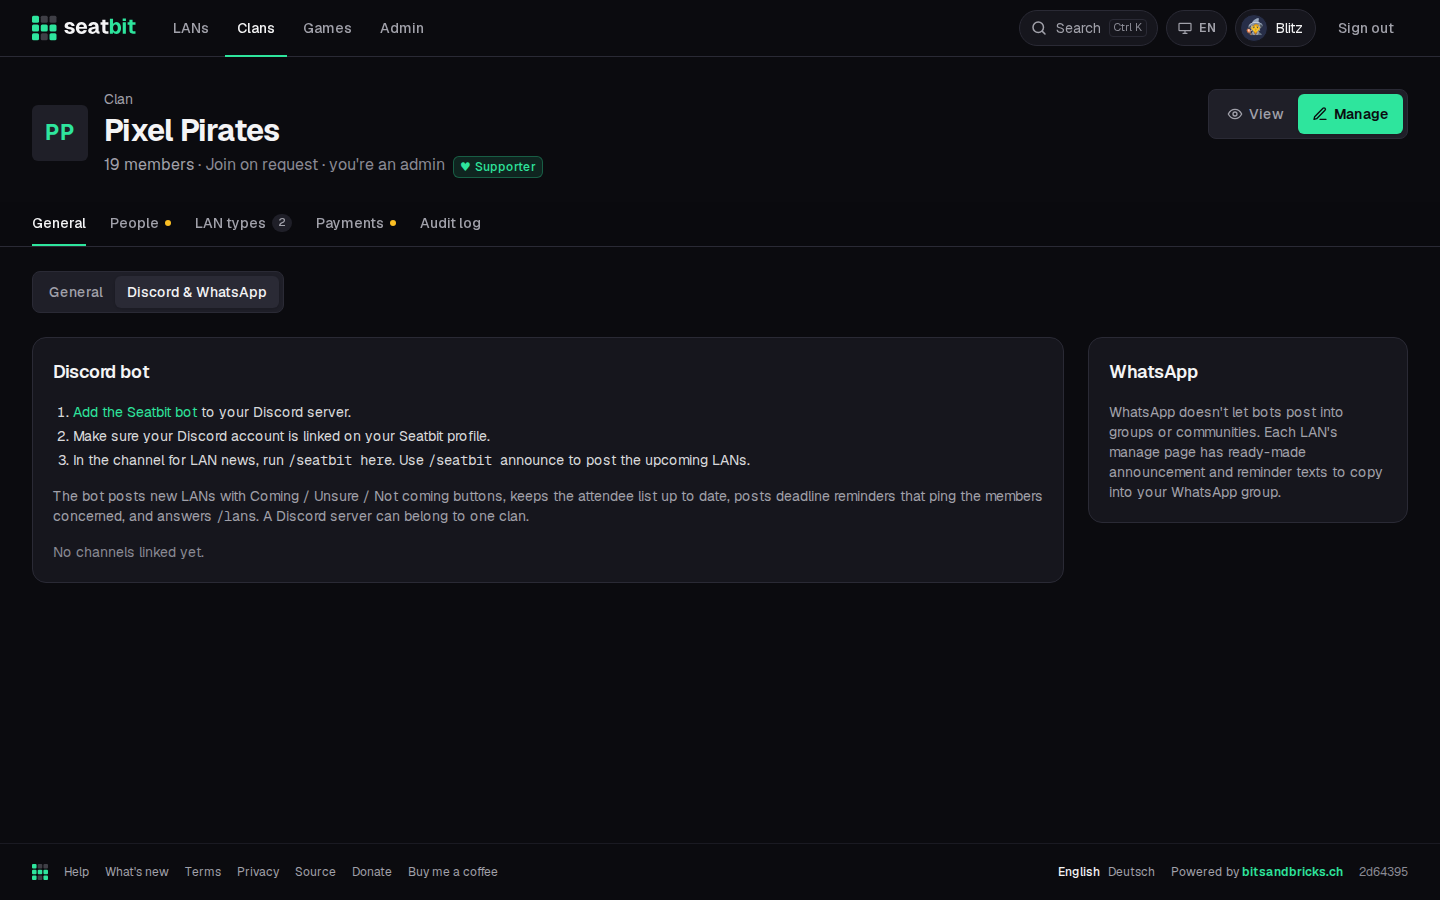 seatbit LANs Clans Games Admin Search Ctrl K EN Blitz Sign out
Clan
PP Pixel Pirates
19 members · Join on request · you're an admin ♥ Supporter
View Manage
General People LAN types 2 Payments Audit log
General Discord & WhatsApp
Discord bot
1. Add the Seatbit bot to your Discord server.
2. Make sure your Discord account is linked on your Seatbit profile.
3. In the channel for LAN news, run /seatbit here. Use /seatbit announce to post the upcoming LANs.
The bot posts new LANs with Coming / Unsure / Not coming buttons, keeps the attendee list up to date, posts deadline reminders that ping the members
concerned, and answers /lans. A Discord server can belong to one clan.
No channels linked yet.
WhatsApp
WhatsApp doesn't let bots post into
groups or communities. Each LAN's
manage page has ready-made
announcement and reminder texts to copy
into your WhatsApp group.
Help What's new Terms Privacy Source Donate Buy me a coffee English Deutsch Powered by bitsandbricks.ch 2d64395